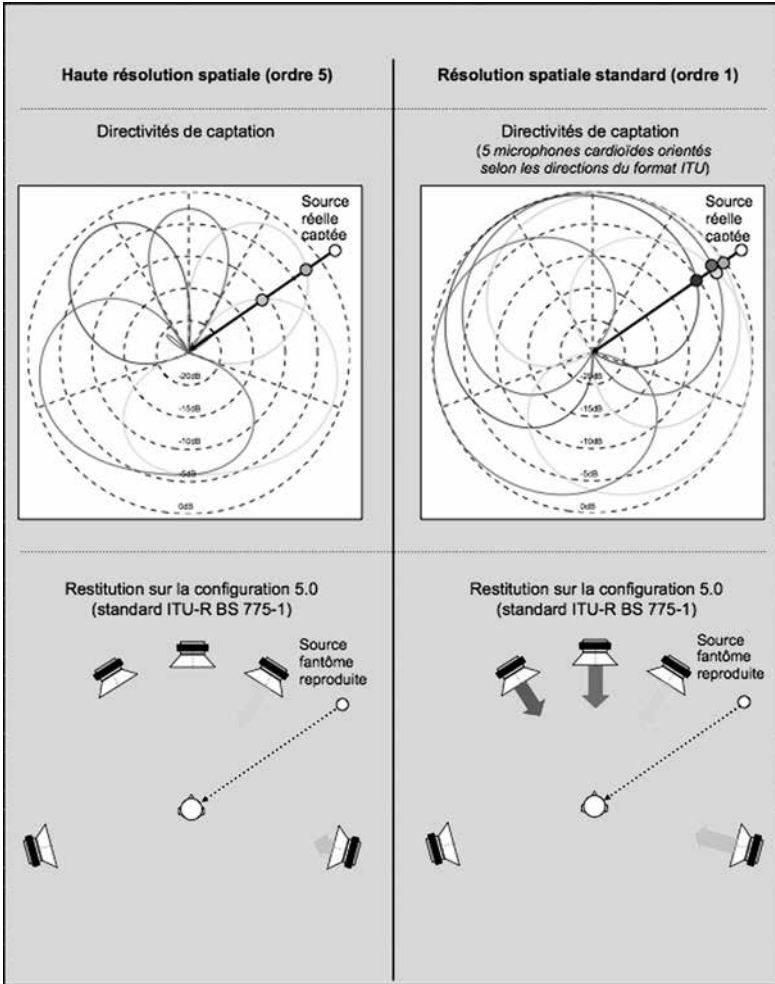 Haute résolution spatiale (ordre 5)
Directivités de captation
Source
réelle
captée
-20dB
-15dB
-10dB
-5dB
0dB
Restitution sur la configuration 5.0
(standard ITU-R BS 775-1)
Source
fantôme
reproduite
Résolution spatiale standard (ordre 1)
Directivités de captation
(5 microphones cardioïdes orientés
selon les directions du format ITU)
Source
réelle
captée
-20dB
-15dB
-10dB
-5dB
0dB
Restitution sur la configuration 5.0
(standard ITU-R BS 775-1)
Source
fantôme
reproduite